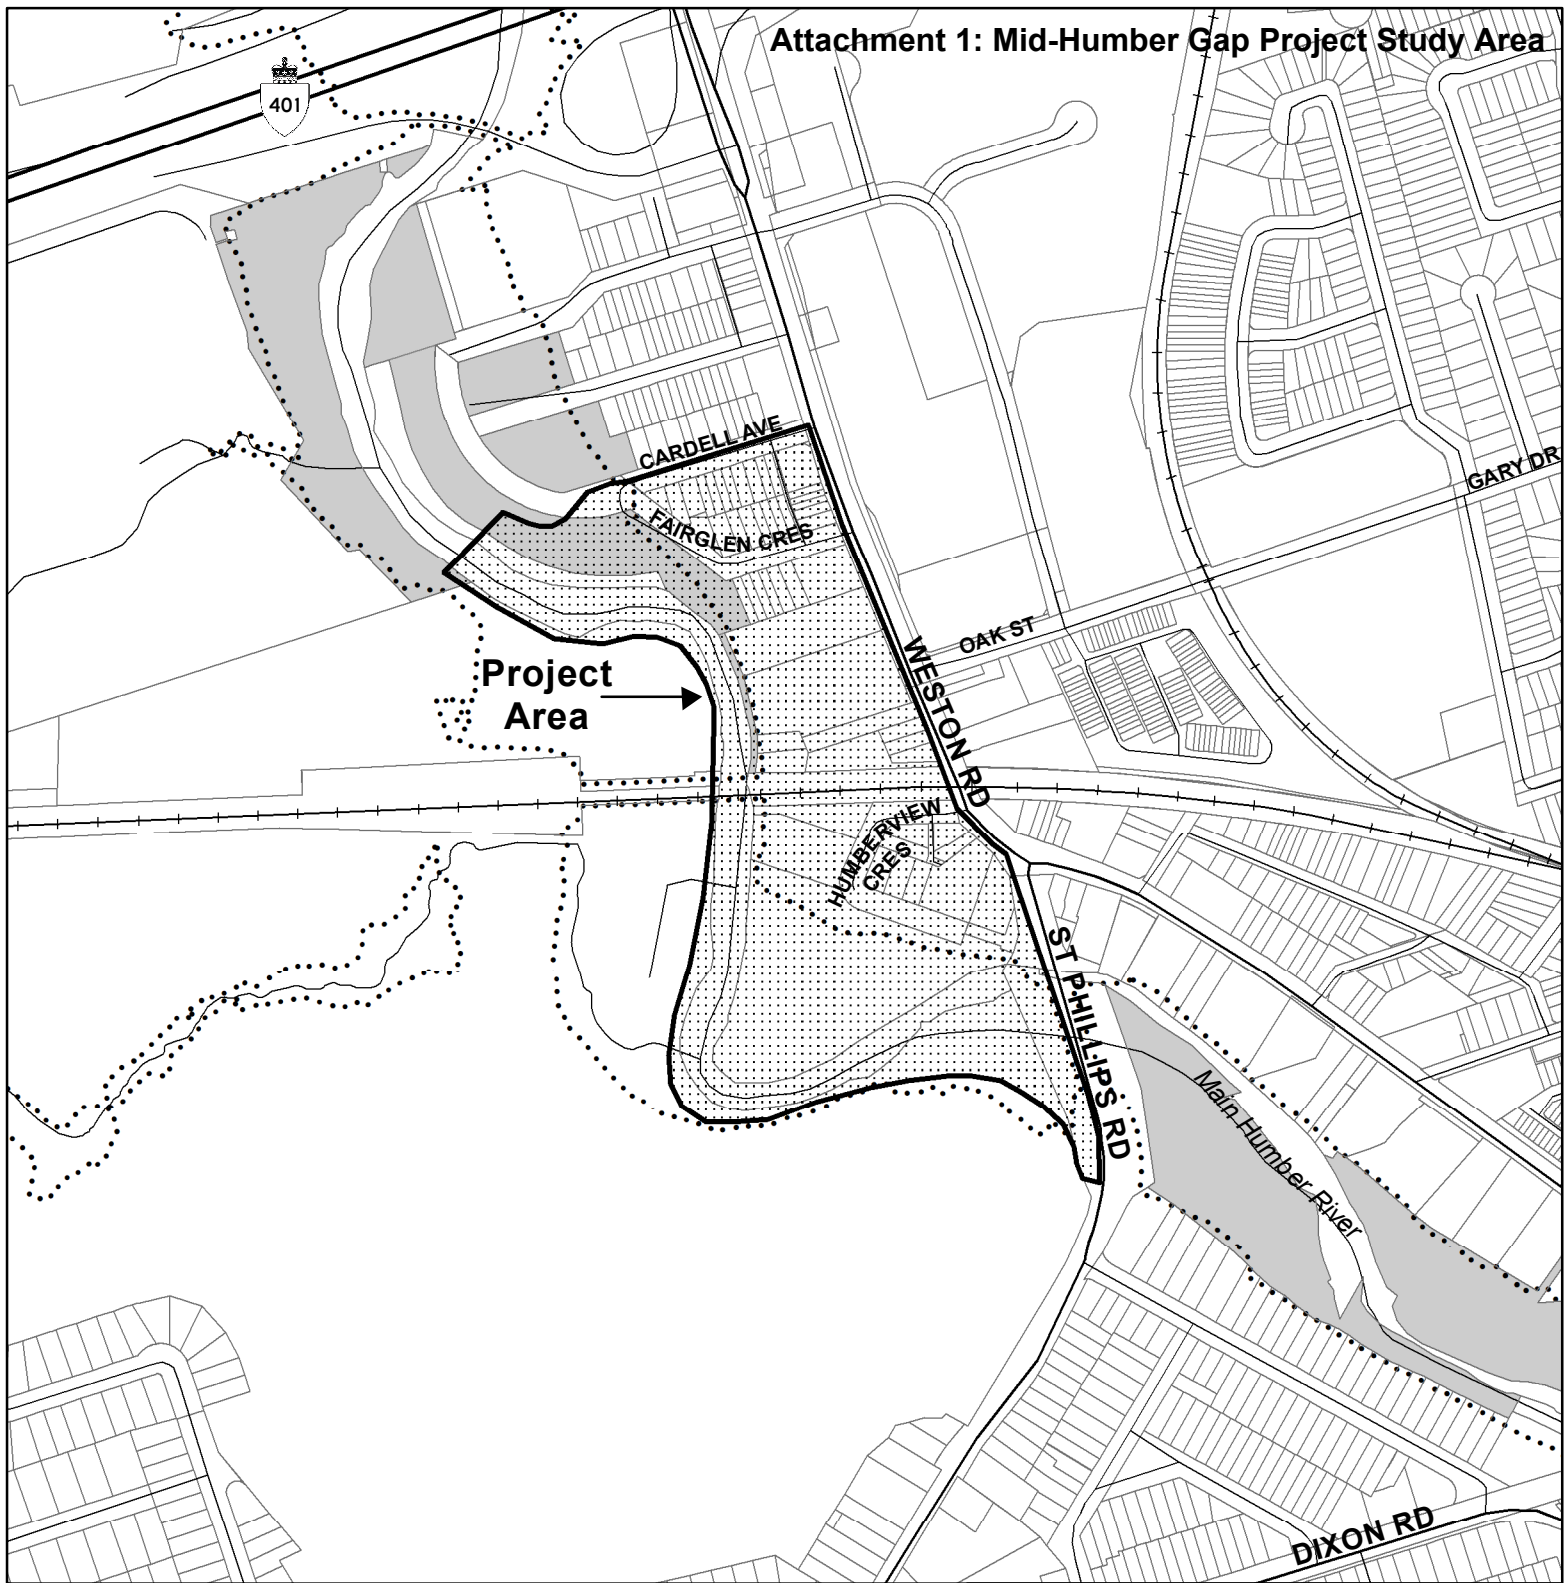 Attachment 1: Mid-Humber Gap Project Study Area
401
CARDELL AVE
FAIRGLEN CRES
GARY DR
OAK ST
WESTON RD
Project
Area
HUMBERVIEW
CRES
ST PHILLIPS RD
Main Humber River
DIXON RD